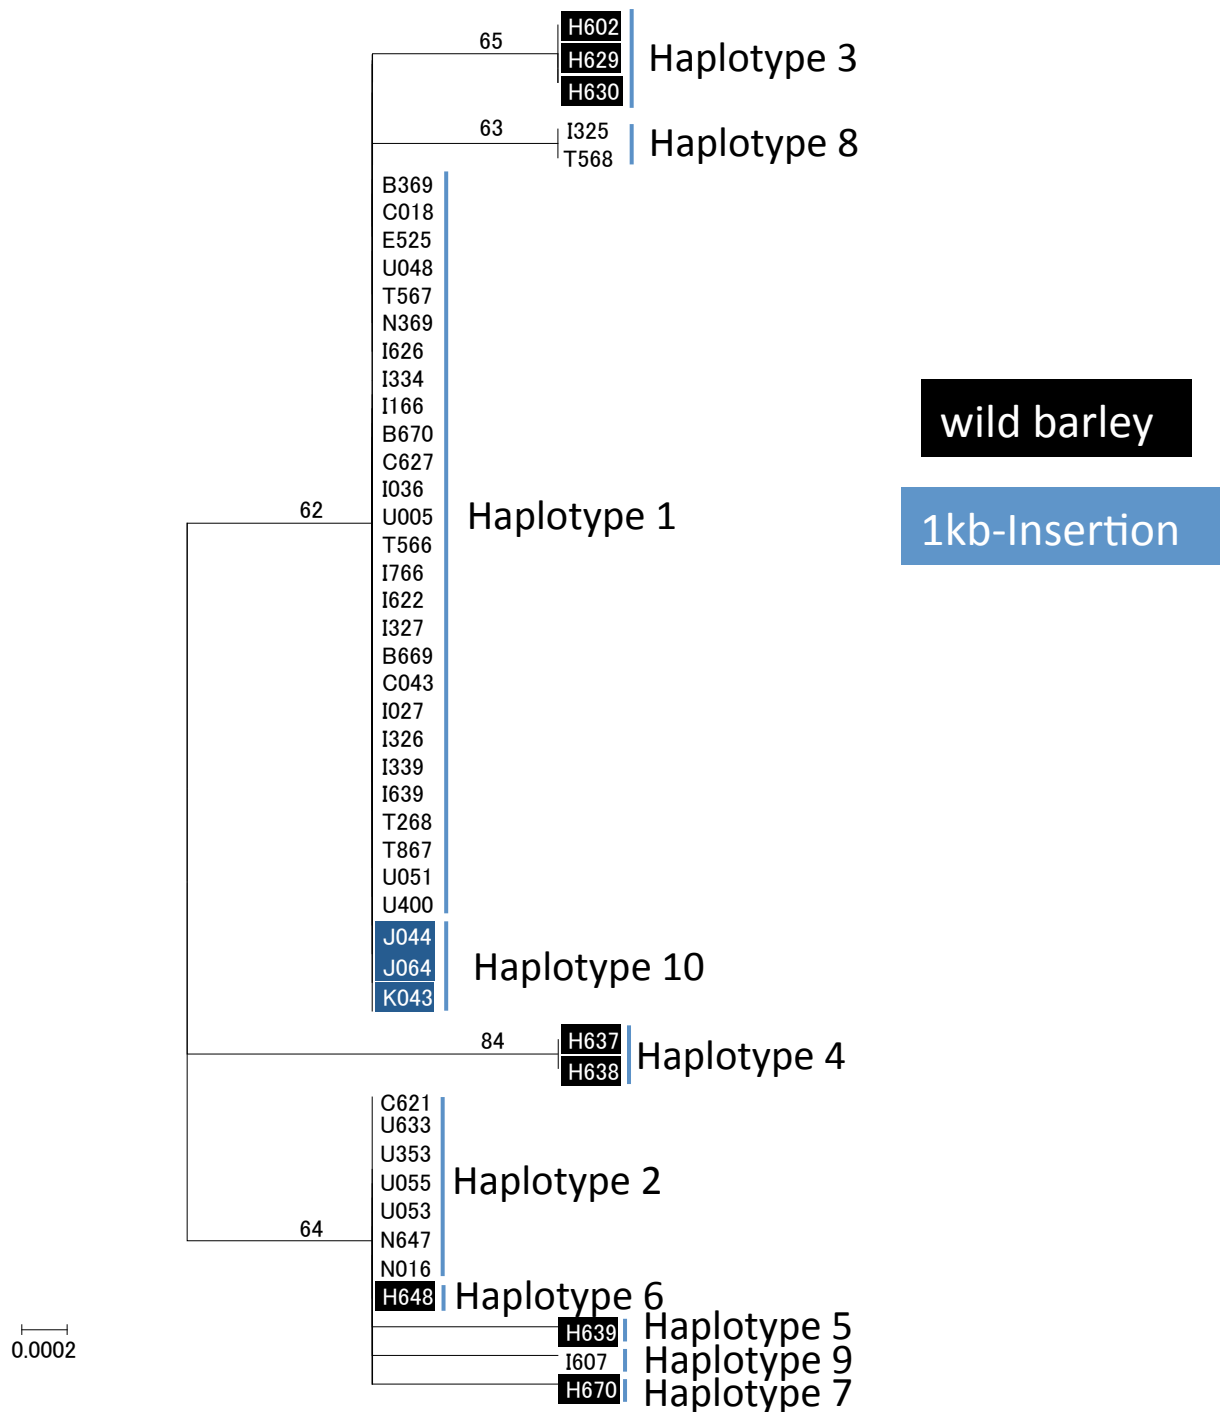 65
H602
H629
H630
Haplotype 3
63
I325
T568
Haplotype 8
B369
C018
E525
U048
T567
N369
I626
I334
I166
B670
C627
I036
U005
T566
I766
I622
I327
B669
C043
I027
I326
I339
I639
T268
T867
U051
U400
62
Haplotype 1
wild barley
1kb-Insertion
J044
J064
K043
Haplotype 10
84
H637
H638
Haplotype 4
C621
U633
U353
U055
U053
N647
N016
Haplotype 2
64
H648
Haplotype 6
H639
Haplotype 5
I607
Haplotype 9
H670
Haplotype 7
0.0002